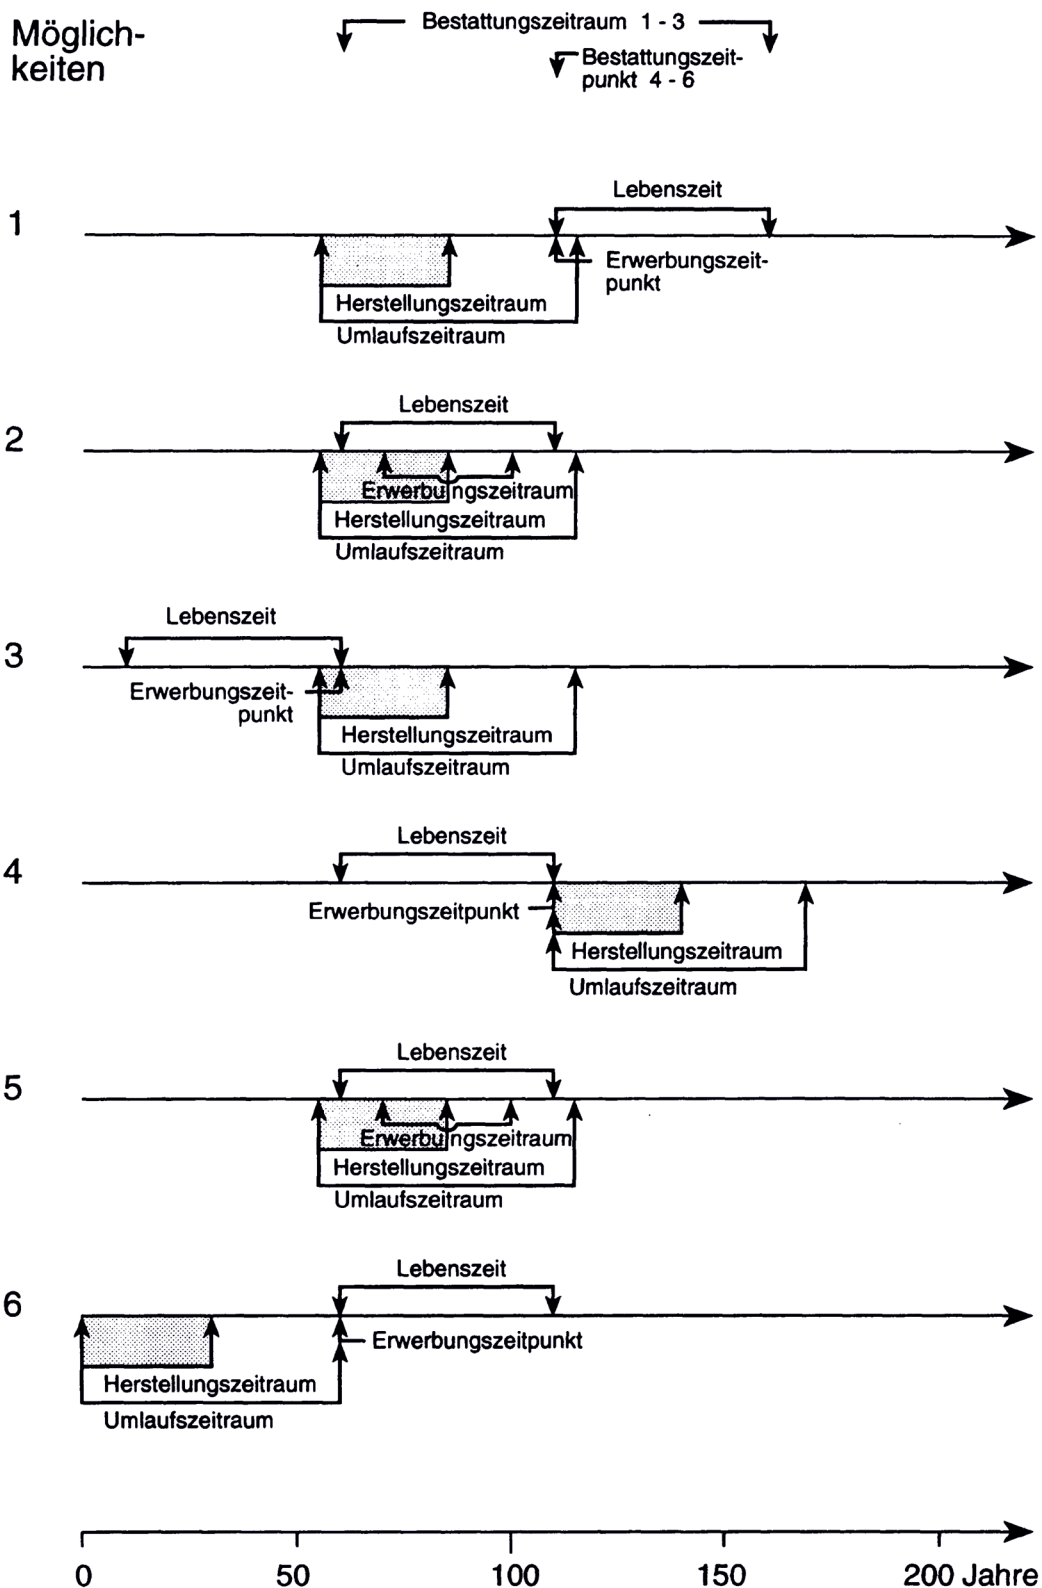 Möglich-
keiten
Bestattungszeitraum 1 - 3
Bestattungszeit-
punkt 4 - 6
1
Lebenszeit
Erwerbungszeit-
punkt
Herstellungszeitraum
Umlaufszeitraum
2
Lebenszeit
Erwerbungszeitraum
Herstellungszeitraum
Umlaufszeitraum
3
Lebenszeit
Erwerbungszeit-
punkt
Herstellungszeitraum
Umlaufszeitraum
4
Lebenszeit
Erwerbungszeitpunkt
Herstellungszeitraum
Umlaufszeitraum
5
Lebenszeit
Erwerbungszeitraum
Herstellungszeitraum
Umlaufszeitraum
6
Lebenszeit
Erwerbungszeitpunkt
Herstellungszeitraum
Umlaufszeitraum
0 50 100 150 200 Jahre